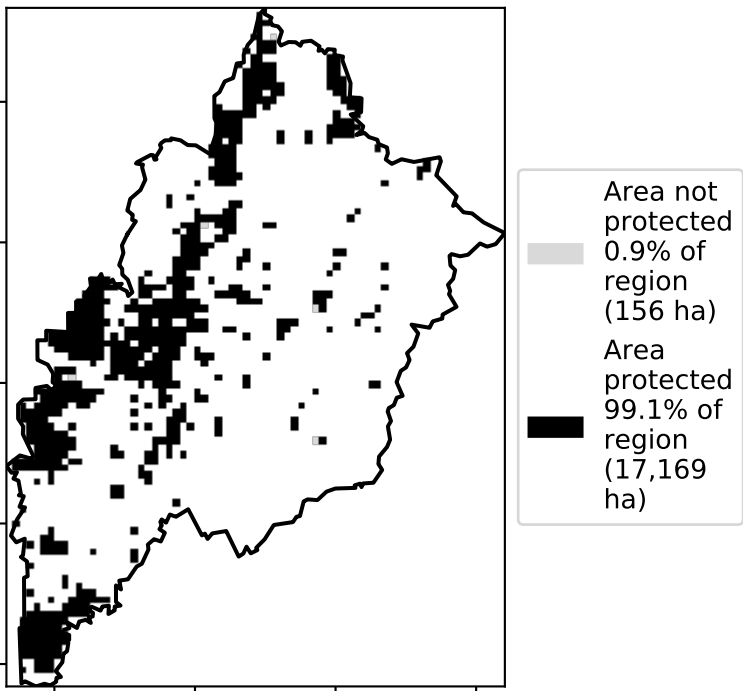 Area not
protected
0.9% of
region
(156 ha)
Area
protected
99.1% of
region
(17,169
ha)